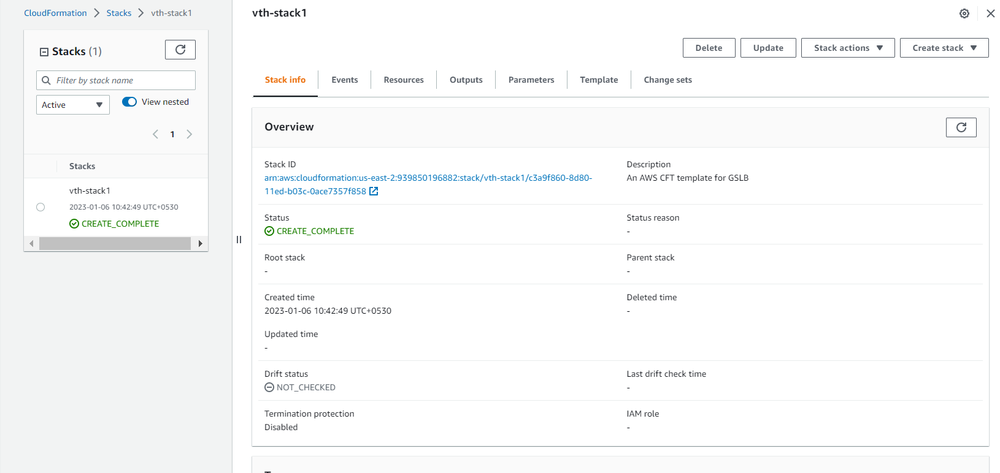 CloudFormation > Stacks > vth-stack1
Stacks (1)
Filter by stack name
Active
View nested
1
Stacks
vth-stack1
2023-01-06 10:42:49 UTC+0530
CREATE_COMPLETE
vth-stack1
Delete
Update
Stack actions
Create stack
Stack info
Events
Resources
Outputs
Parameters
Template
Change sets
Overview
Stack ID
arn:aws:cloudformation:us-east-2:939850196882:stack/vth-stack1/c3a9f860-8d80-
11ed-b03c-0ace7357f858
Description
An AWS CFT template for GSLB
Status
CREATE_COMPLETE
Status reason
-
Root stack
-
Parent stack
-
Created time
2023-01-06 10:42:49 UTC+0530
Deleted time
-
Updated time
-
Drift status
NOT_CHECKED
Last drift check time
-
Termination protection
Disabled
IAM role
-